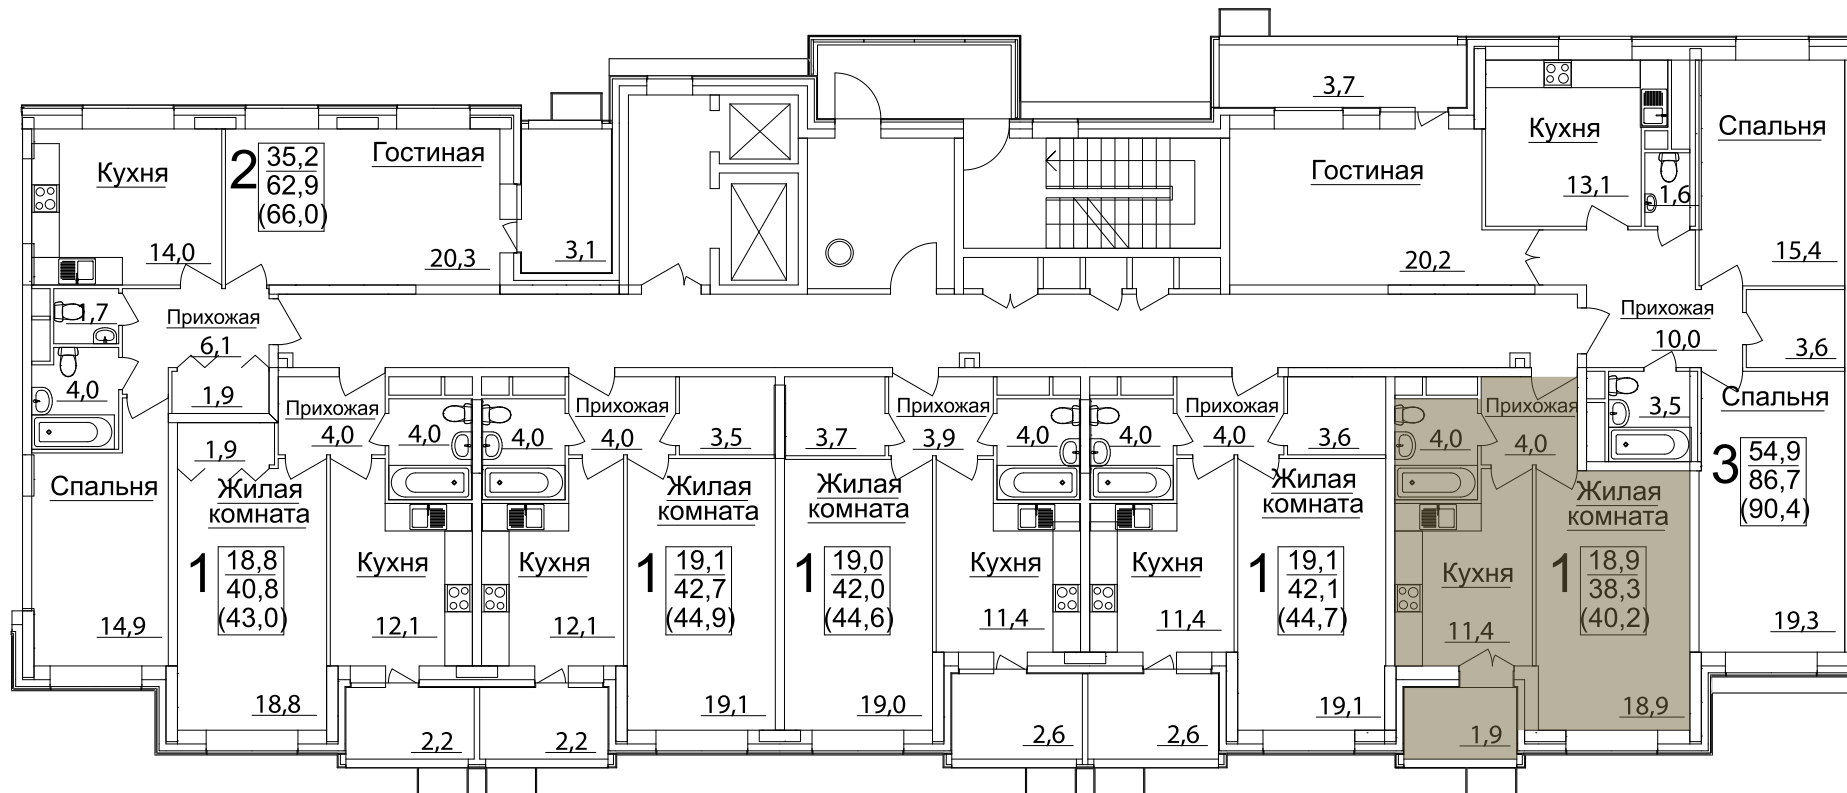 3,7
Кухня
Спальня
2
35,2
62,9
(66,0)
Гостиная
Кухня
Гостиная
13,1
1,6
14,0
20,3
3,1
20,2
15,4
1,7
Прихожая
6,1
Прихожая
10,0
3,6
4,0
1,9
Прихожая
4,0
4,0
4,0
Прихожая
4,0
3,5
3,7
Прихожая
3,9
4,0
4,0
Прихожая
4,0
3,6
4,0
Прихожая
4,0
3,5
Спальня
1,9
3
54,9
86,7
(90,4)
Спальня
Жилая
комната
Жилая
комната
Жилая
комната
Жилая
комната
Жилая
комната
1
18,8
40,8
(43,0)
Кухня
Кухня
1
19,1
42,7
(44,9)
1
19,0
42,0
(44,6)
Кухня
Кухня
1
19,1
42,1
(44,7)
Кухня
1
18,9
38,3
(40,2)
14,9
12,1
12,1
11,4
11,4
11,4
19,3
18,8
19,1
19,0
19,1
18,9
2,2
2,2
2,6
2,6
1,9